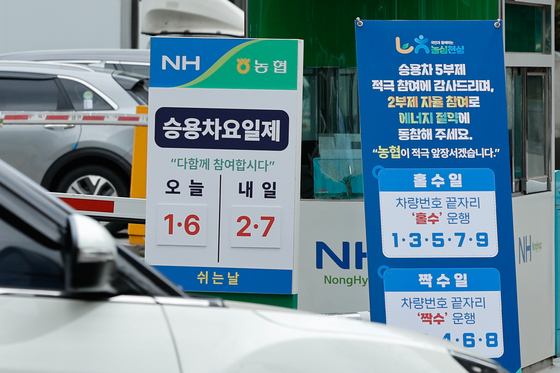 NH 농협
승용차요일제
“다함께 참여합시다”
오늘 내일
1·6 2·7
쉬는날
NH
농심천심
승용차 5부제
적극 참여에 감사드리며,
2부제 자율 참여로
에너지 절약에
동참해 주세요.
“농협이 적극 앞장서겠습니다.”
홀수일
차량번호 끝자리
‘홀수’ 운행
1·3·5·7·9
짝수일
차량번호 끝자리
‘짝수’ 운행
4·6·8
NH